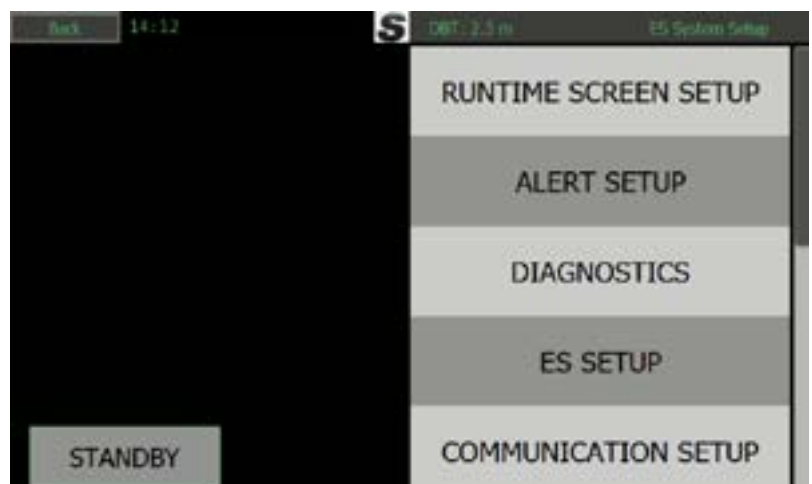 Back 14:12 S DBT: 2.3 m ES System Setup
RUNTIME SCREEN SETUP
ALERT SETUP
DIAGNOSTICS
ES SETUP
STANDBY COMMUNICATION SETUP